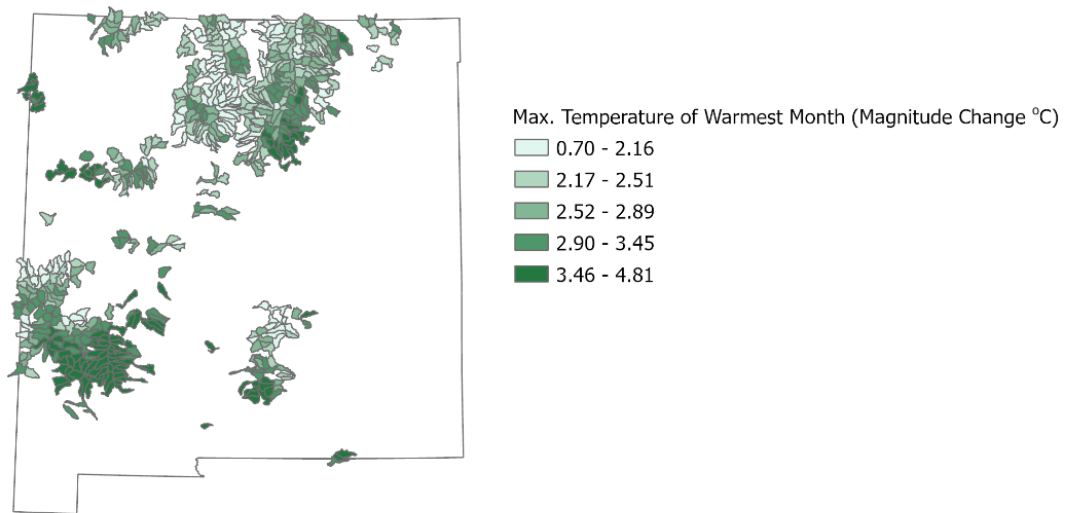 Max. Temperature of Warmest Month (Magnitude Change ⁰C)
0.70 - 2.16
2.17 - 2.51
2.52 - 2.89
2.90 - 3.45
3.46 - 4.81